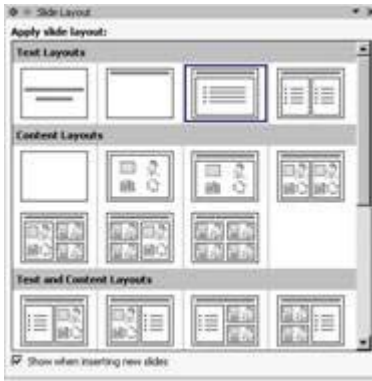 Slide Layout
Apply slide layout:
Text Layouts
Content Layouts
Text and Content Layouts
Show when inserting new slides